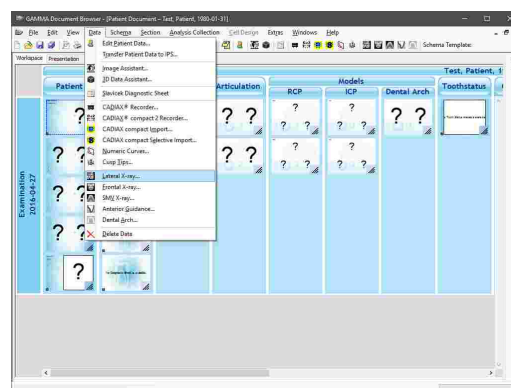 GAMMA Document Browser - [Patient Document - Test, Patient, 1980-01-31]
File Edit View Data Schema Section Analysis Collection Cell Design Extras Windows Help
Schema Template:
Workspace Presentation
Edit Patient Data...
Transfer Patient Data to IPS...
Image Assistant...
3D Data Assistant...
Slavicek Diagnostic Sheet
CADIAX® Recorder...
CADIAX® compact 2 Recorder...
CADIAX compact Import...
CADIAX compact Selective Import...
Numeric Curves...
Cusp Tips...
Lateral X-ray...
Frontal X-ray...
SMV X-ray...
Anterior Guidance...
Dental Arch...
Delete Data
Test, Patient, 1
Patient
Articulation
Models
RCP ICP Dental Arch
Toothstatus
Examination
2016-04-27
? ? ? ? ?
? ? ? ? ? ?
? ? ? ?
? ? ? ? ? ?
? ?
? ?
?